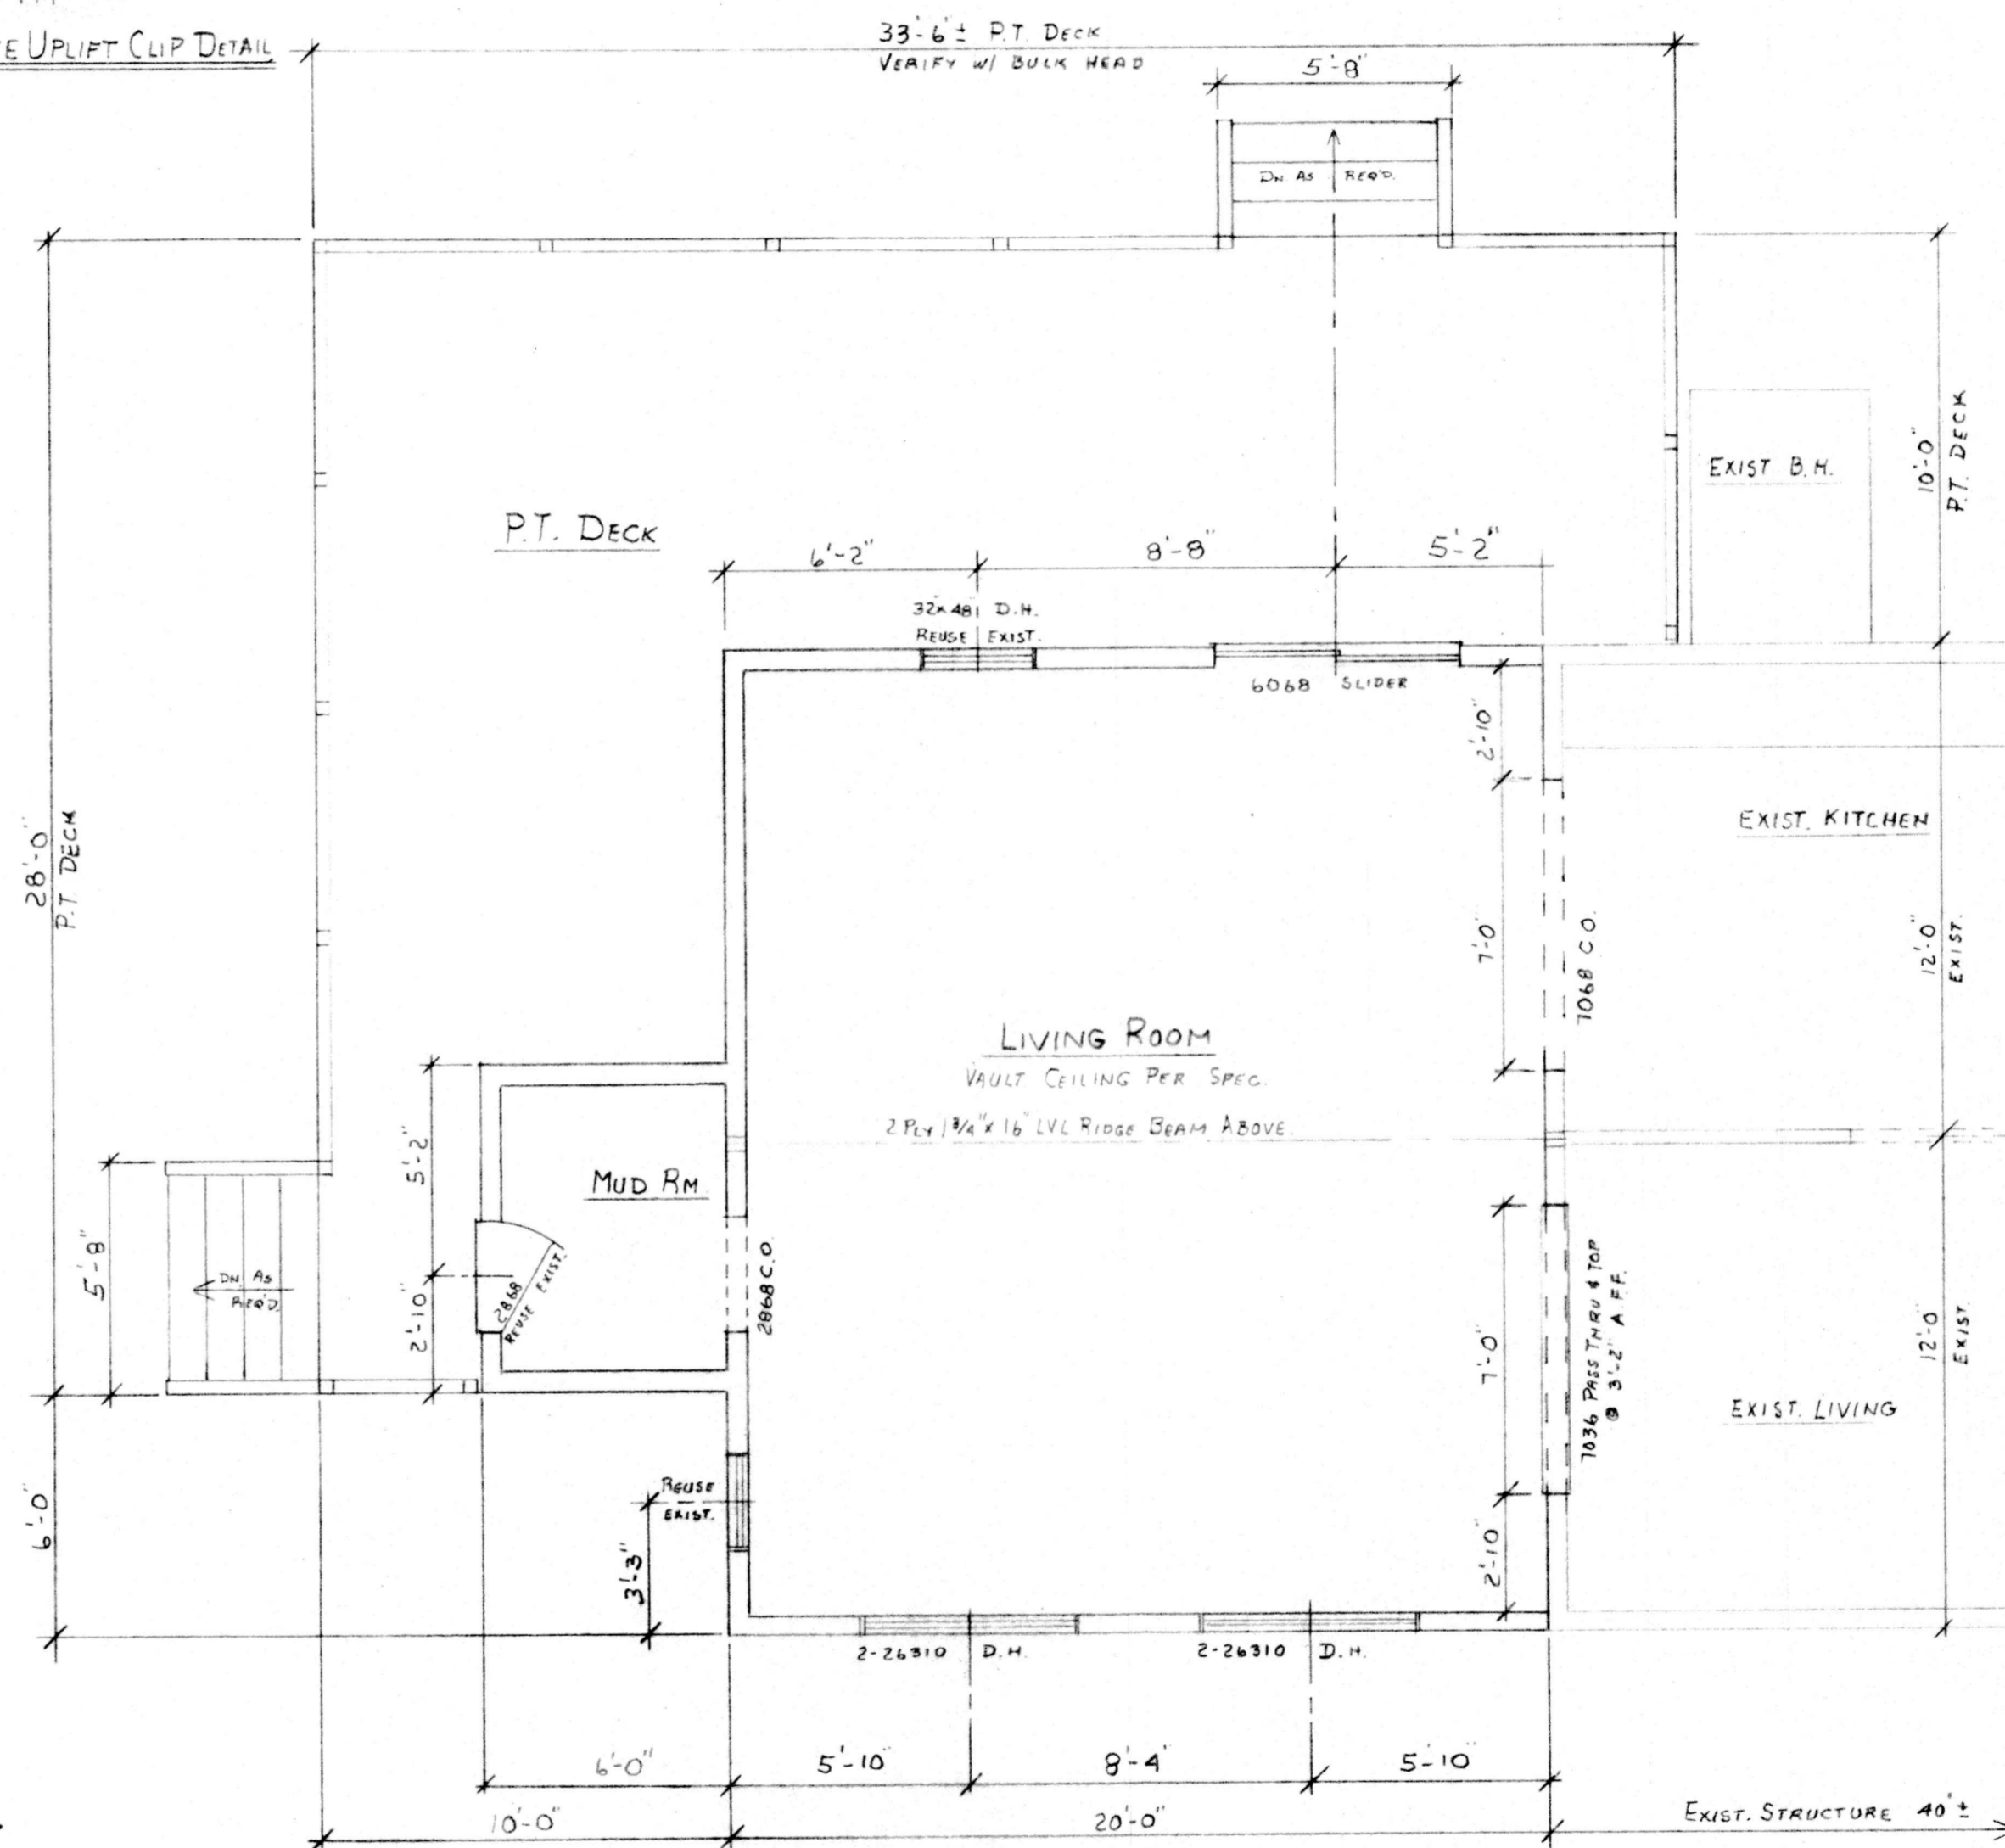 E UPLIFT CLIP DETAIL
33'-6" ± P.T. DECK
VERIFY W/ BULK HEAD
5'-8"
DN AS REQ'D.
28'-0"
P.T DECK
10'-0"
P.T. DECK
EXIST B.H.
P.T. DECK
6'-2"
8'-8"
5'-2"
32×48 D.H.
REUSE EXIST.
6068 SLIDER
2'-10"
7'-0"
7068 C.O.
EXIST. KITCHEN
12'-0"
EXIST.
LIVING ROOM
VAULT CEILING PER SPEC.
2 PLY 1 3/4" x 16" LVL RIDGE BEAM ABOVE
5'-2"
MUD RM
5'-8"
DN. AS
REQ'D.
2'-10"
2868
REUSE EXIST.
2868 C.O.
7'-0"
7036 PASS THRU & TOP
@ 3'-2" A.F.F.
12'-0"
EXIST.
EXIST. LIVING
6'-0"
REUSE
EXIST.
3'-3"
2'-10"
2-26310 D.H.
2-26310 D.H.
6'-0"
5'-10"
8'-4"
5'-10"
10'-0"
20'-0"
EXIST. STRUCTURE 40' ±